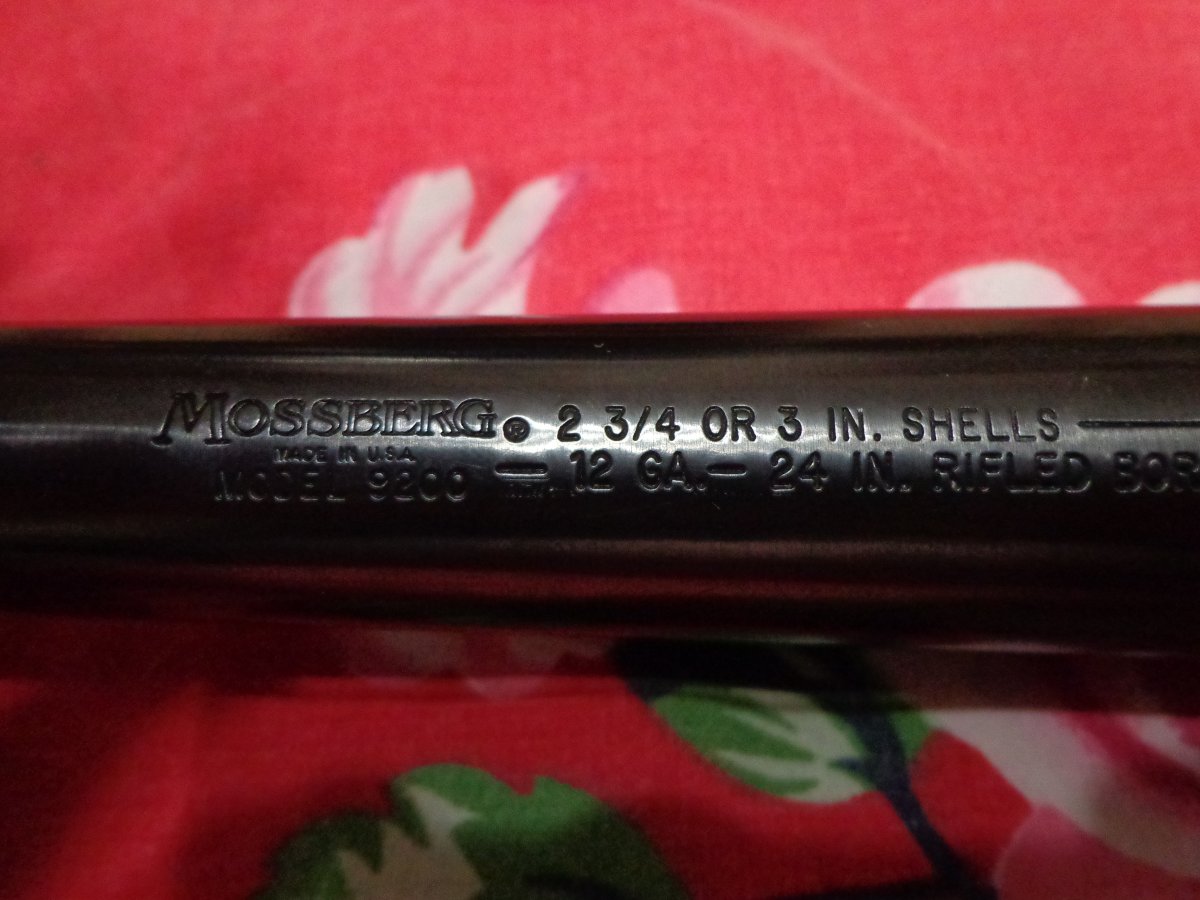 MOSSBERG® 2 3/4 OR 3 IN. SHELLS
MADE IN U.S.A.
MODEL 9200 — 12 GA. — 24 IN. RIFLED BOR